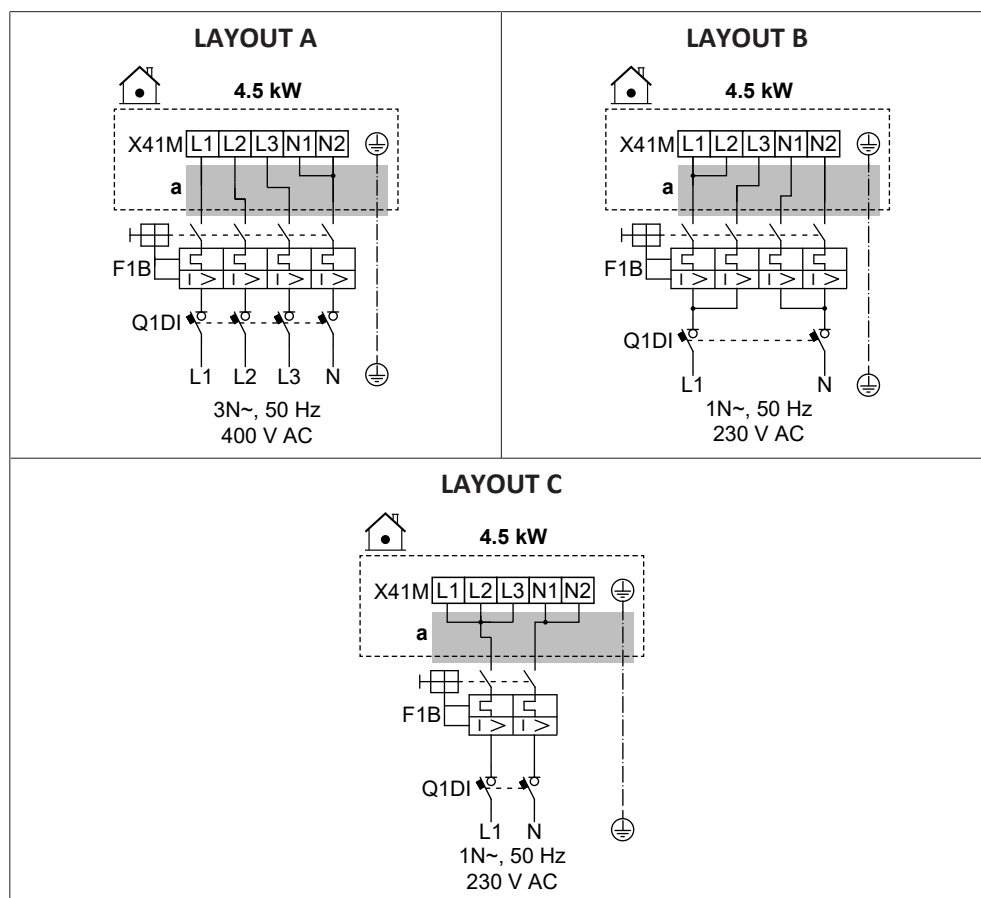 LAYOUT A
4.5 kW
X41M L1 L2 L3 N1 N2
a
F1B
I > I > I > I >
Q1DI
L1 L2 L3 N
3N~, 50 Hz
400 V AC
LAYOUT B
4.5 kW
X41M L1 L2 L3 N1 N2
a
F1B
I > I > I > I >
Q1DI
L1 N
1N~, 50 Hz
230 V AC
LAYOUT C
4.5 kW
X41M L1 L2 L3 N1 N2
a
F1B
I > I >
Q1DI
L1 N
1N~, 50 Hz
230 V AC